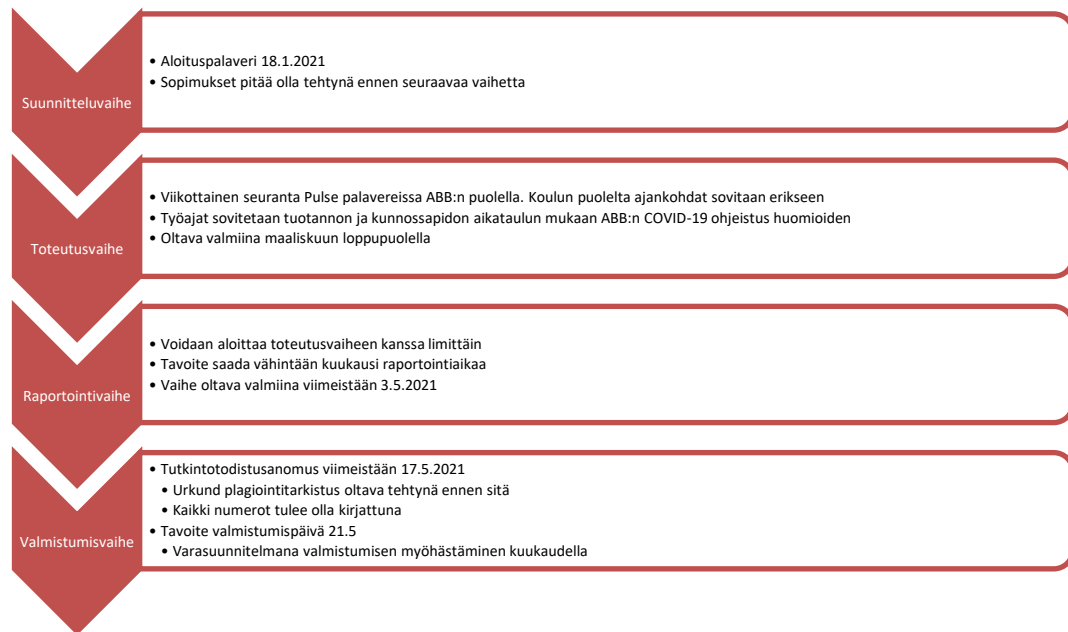 Suunnitteluvaihe
• Aloituspalaveri 18.1.2021
• Sopimukset pitää olla tehtynä ennen seuraavaa vaihetta
Toteutusvaihe
• Viikottainen seuranta Pulse palavereissa ABB:n puolella. Koulun puolelta ajankohdat sovitaan erikseen
• Työajat sovitetaan tuotannon ja kunnossapidon aikataulun mukaan ABB:n COVID-19 ohjeistus huomioiden
• Oltava valmiina maaliskuun loppupuolella
Raportointivaihe
• Voidaan aloittaa toteutusvaiheen kanssa limittäin
• Tavoite saada vähintään kuukausi raportointiaikaa
• Vaihe oltava valmiina viimeistään 3.5.2021
Valmistumisvaihe
• Tutkintotodistusanomus viimeistään 17.5.2021
• Urkund plagiointitarkistus oltava tehtynä ennen sitä
• Kaikki numerot tulee olla kirjattuna
• Tavoite valmistumispäivä 21.5
• Varasuunnitelmana valmistumisen myöhästäminen kuukaudella